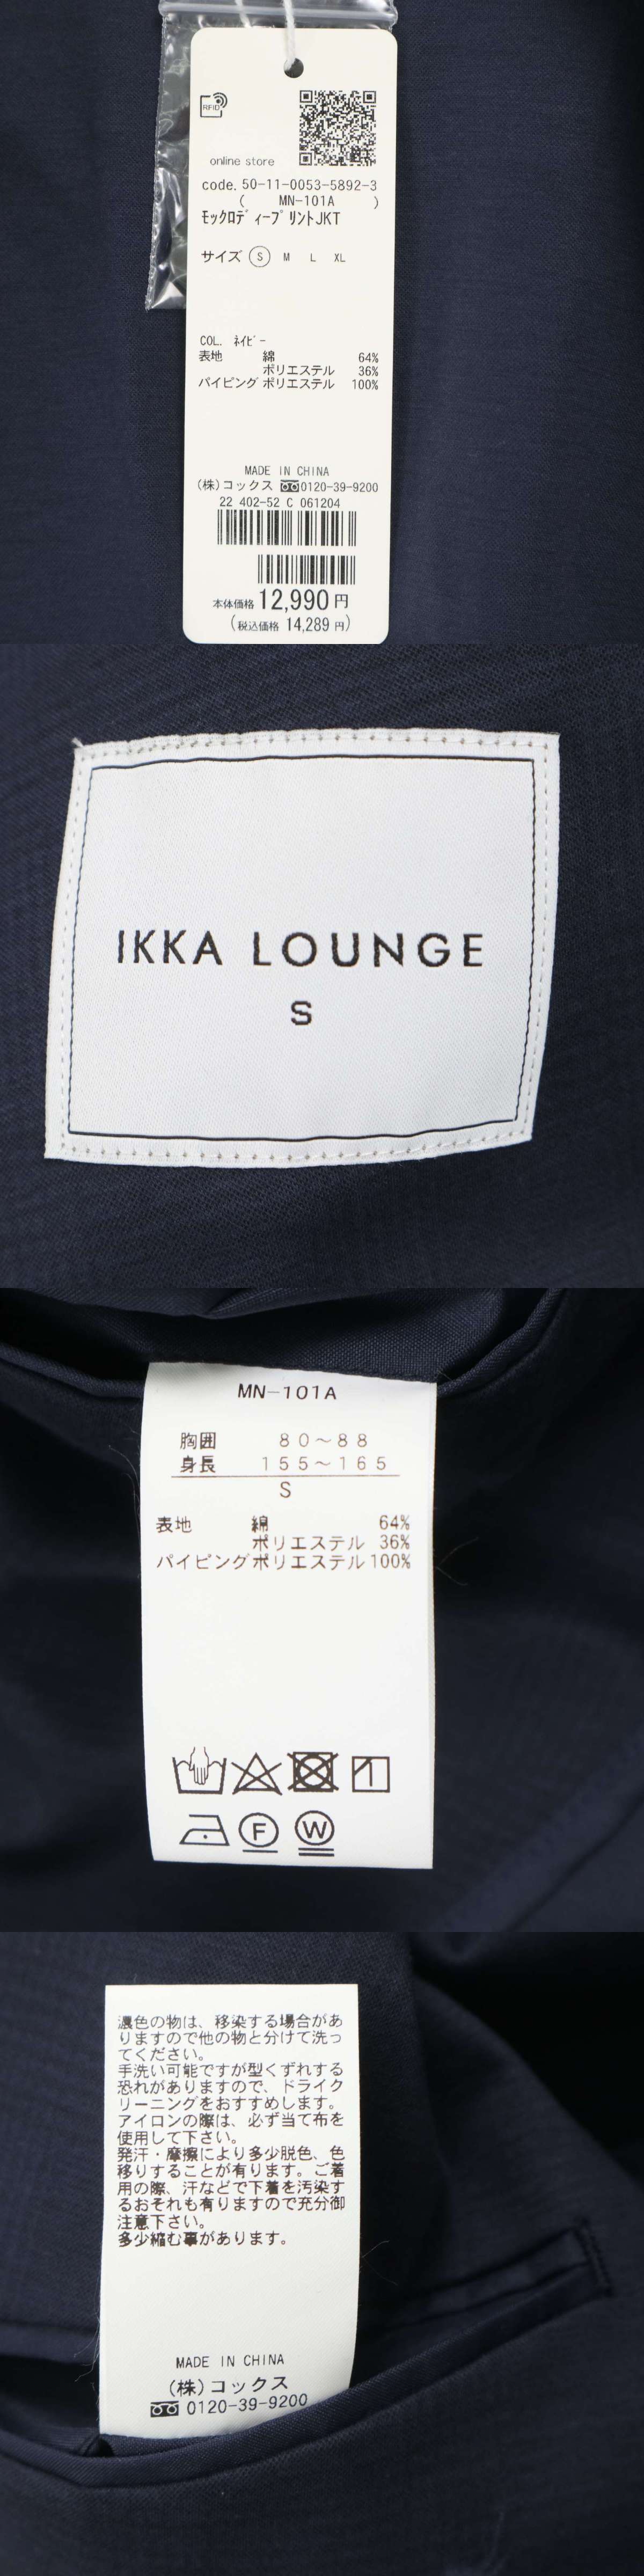 RFID
online store
code. 50-11-0053-5892-3
( MN-101A )
ﾓｯｸﾛﾃﾞｨｰﾌﾟﾘﾝﾄJKT
サイズ S M L XL
COL. ﾈｲﾋﾞｰ
表地 綿 64%
ポリエステル 36%
パイピング ポリエステル 100%
MADE IN CHINA
(株)コックス 0120-39-9200
22 402-52 C 061204
本体価格 12,990 円
(税込価格 14,289 円)
IKKA LOUNGE
S
MN-101A
胸囲 80～88
身長 155～165
S
表地 綿 64%
ポリエステル 36%
パイピングポリエステル100%
F W
濃色の物は、移染する場合があ
りますので他の物と分けて洗っ
てください。
手洗い可能ですが型くずれする
恐れがありますので、ドライク
リーニングをおすすめします。
アイロンの際は、必ず当て布を
使用して下さい。
発汗・摩擦により多少脱色、色
移りすることが有ります。ご着
用の際、汗などで下着を汚染す
るおそれも有りますので充分御
注意下さい。
多少縮む事があります。
MADE IN CHINA
(株)コックス
0120-39-9200